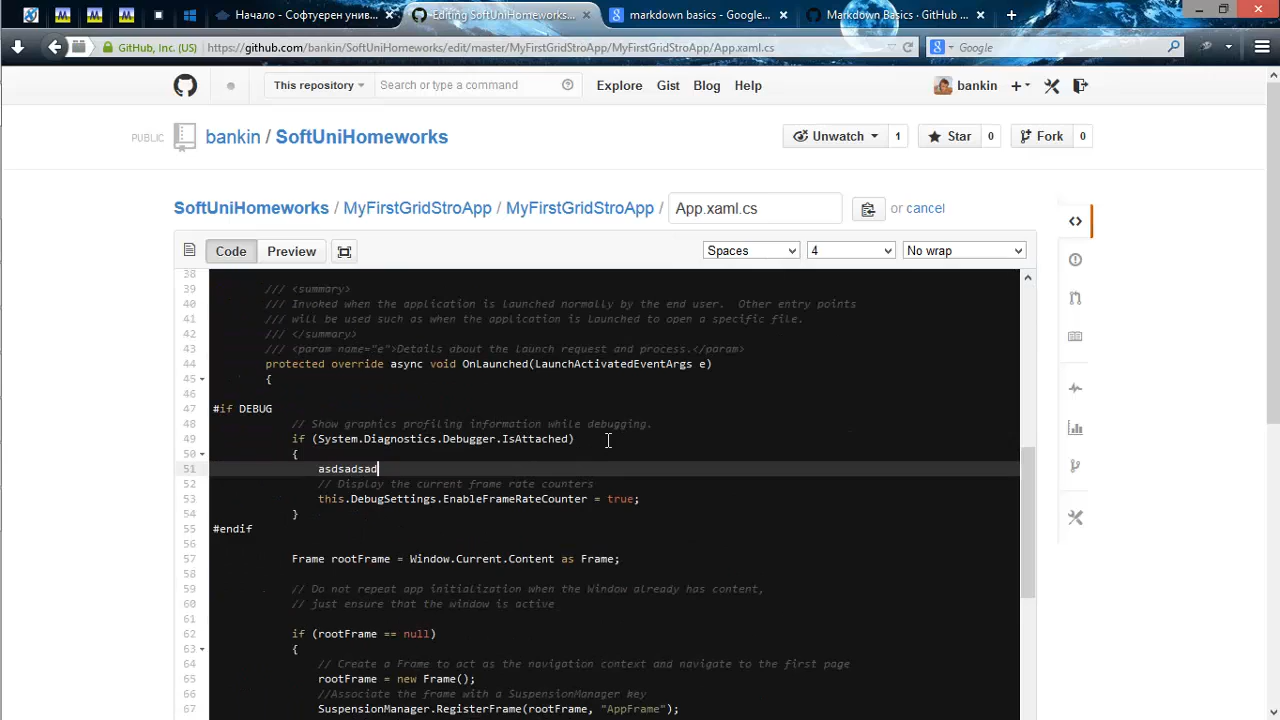 Начало - Софтуерен унив...
Editing SoftUniHomeworks...
markdown basics - Google...
Markdown Basics · GitHub ...
GitHub, Inc. (US)
https://github.com/bankin/SoftUniHomeworks/edit/master/MyFirstGridStroApp/MyFirstGridStroApp/App.xaml.cs
Google
This repository
Search or type a command
Explore
Gist
Blog
Help
bankin
PUBLIC
bankin / SoftUniHomeworks
Unwatch
1
Star
0
Fork
0
SoftUniHomeworks / MyFirstGridStroApp / MyFirstGridStroApp / App.xaml.cs or cancel
Code
Preview
Spaces
4
No wrap
38
39 /// <summary>
40 /// Invoked when the application is launched normally by the end user.  Other entry points
41 /// will be used such as when the application is launched to open a specific file.
42 /// </summary>
43 /// <param name="e">Details about the launch request and process.</param>
44 protected override async void OnLaunched(LaunchActivatedEventArgs e)
45 {
46
47 #if DEBUG
48 // Show graphics profiling information while debugging.
49 if (System.Diagnostics.Debugger.IsAttached)
50 {
51 asdsadsad
52 // Display the current frame rate counters
53 this.DebugSettings.EnableFrameRateCounter = true;
54 }
55 #endif
56
57 Frame rootFrame = Window.Current.Content as Frame;
58
59 // Do not repeat app initialization when the Window already has content,
60 // just ensure that the window is active
61
62 if (rootFrame == null)
63 {
64 // Create a Frame to act as the navigation context and navigate to the first page
65 rootFrame = new Frame();
66 //Associate the frame with a SuspensionManager key
67 SuspensionManager.RegisterFrame(rootFrame, "AppFrame");